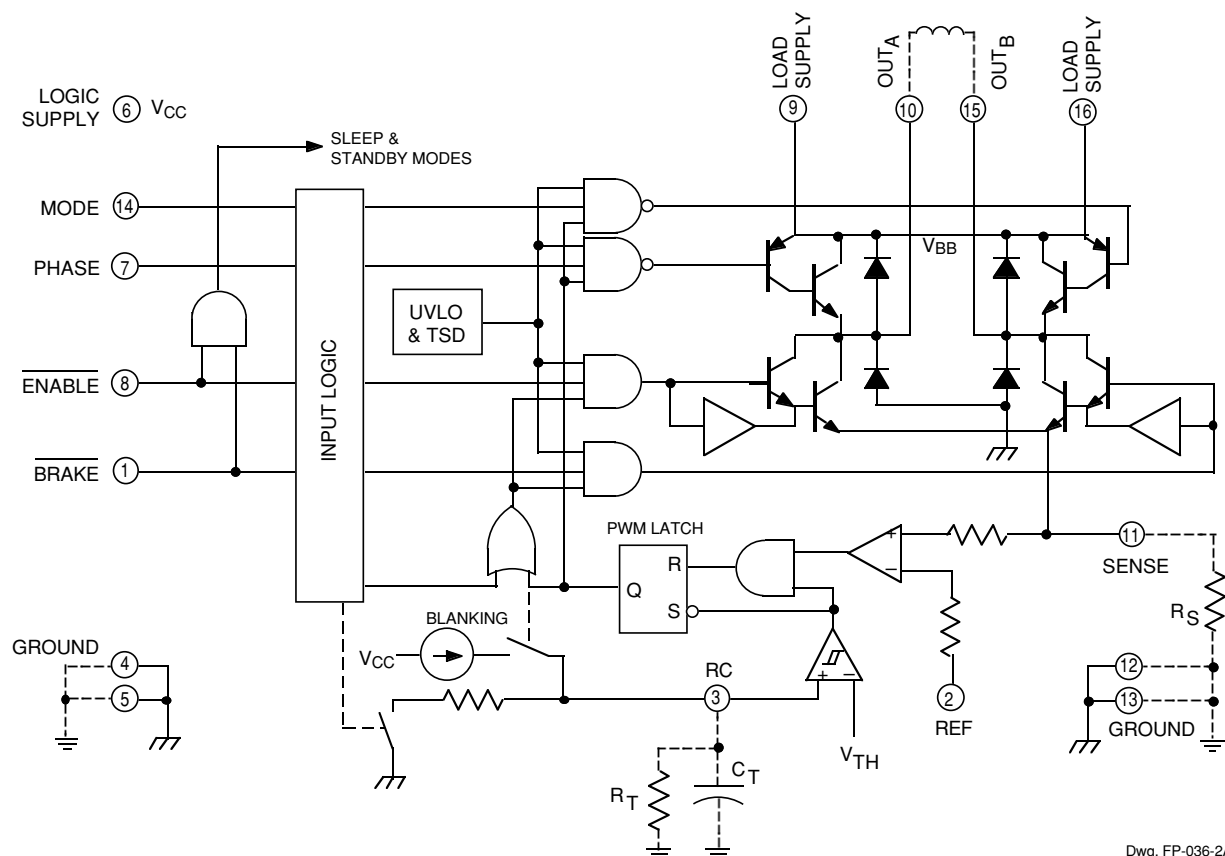 LOAD
SUPPLY
9
OUTA
10
OUTB
15
LOAD
SUPPLY
16
LOGIC
SUPPLY
6
VCC
SLEEP &
STANDBY MODES
MODE
14
PHASE
7
VBB
UVLO
& TSD
ENABLE
8
INPUT LOGIC
BRAKE
1
PWM LATCH
R
Q
S
+
–
11
SENSE
RS
BLANKING
VCC
GROUND
4
5
RC
3
+
–
VTH
2
REF
12
13
GROUND
RT
CT
Dwg. FP-036-2A